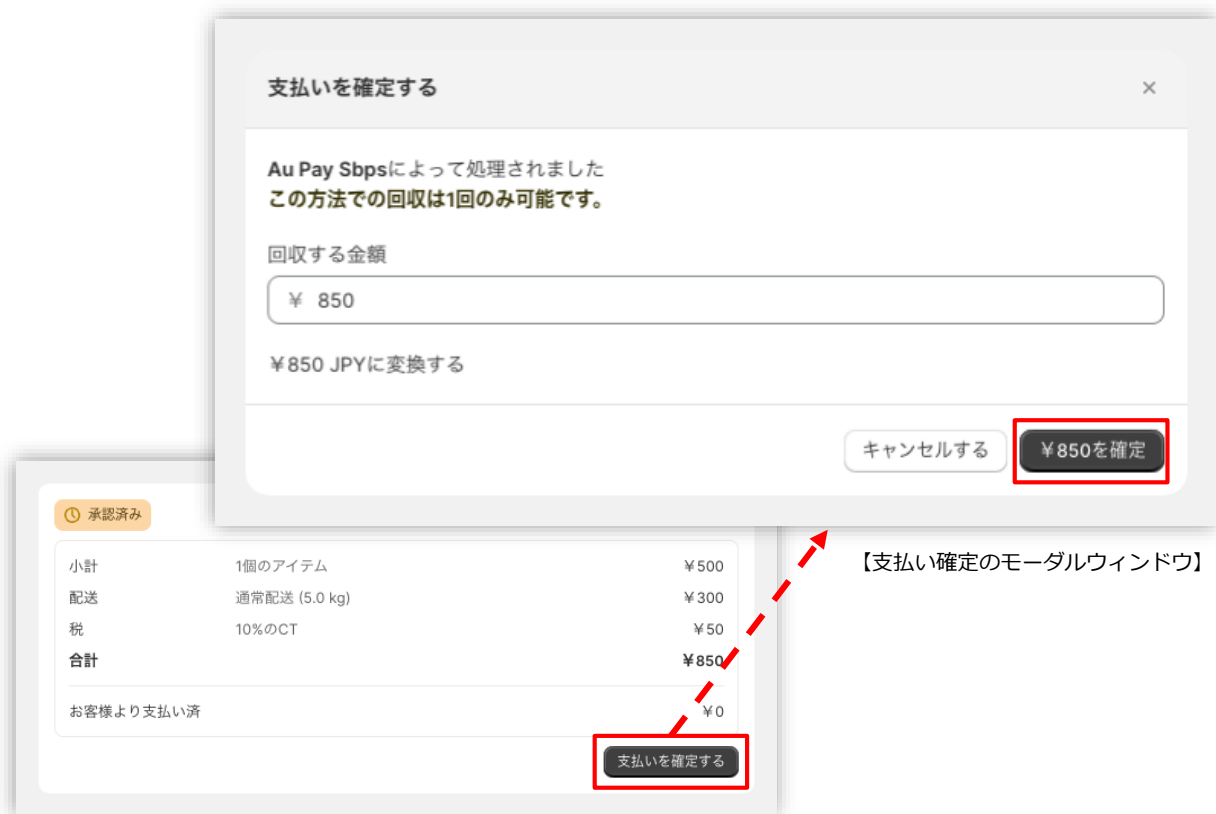 支払いを確定する
×
Au Pay Sbpsによって処理されました
この方法での回収は1回のみ可能です。
回収する金額
¥ 850
¥850 JPYに変換する
キャンセルする
¥850を確定
【支払い確定のモーダルウィンドウ】
承認済み
小計 1個のアイテム ¥500
配送 通常配送 (5.0 kg) ¥300
税 10%のCT ¥50
合計 ¥850
お客様より支払い済 ¥0
支払いを確定する